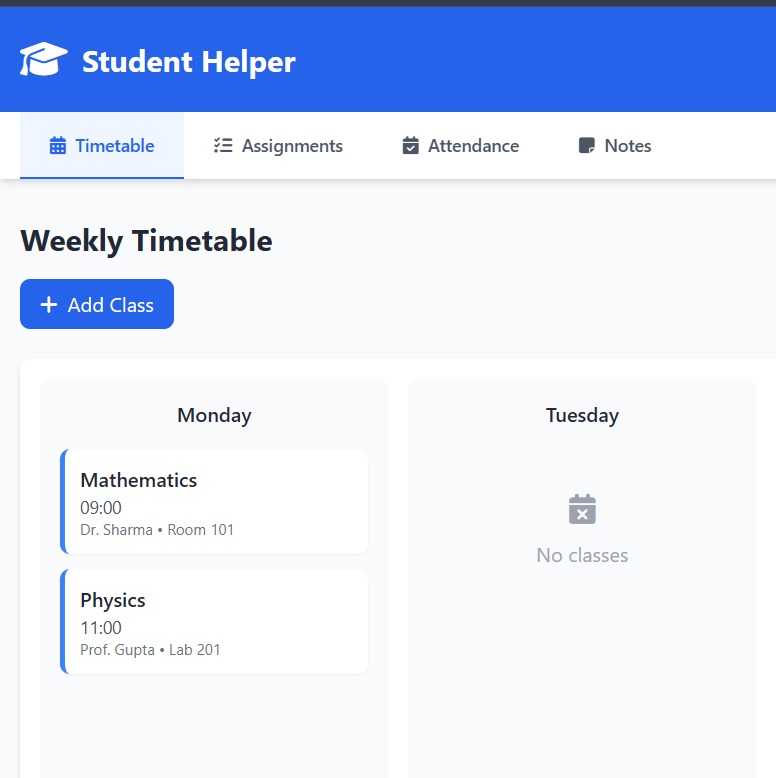 Student Helper
Timetable
Assignments
Attendance
Notes
Weekly Timetable
+ Add Class
Monday
Mathematics
09:00
Dr. Sharma • Room 101
Physics
11:00
Prof. Gupta • Lab 201
Tuesday
No classes